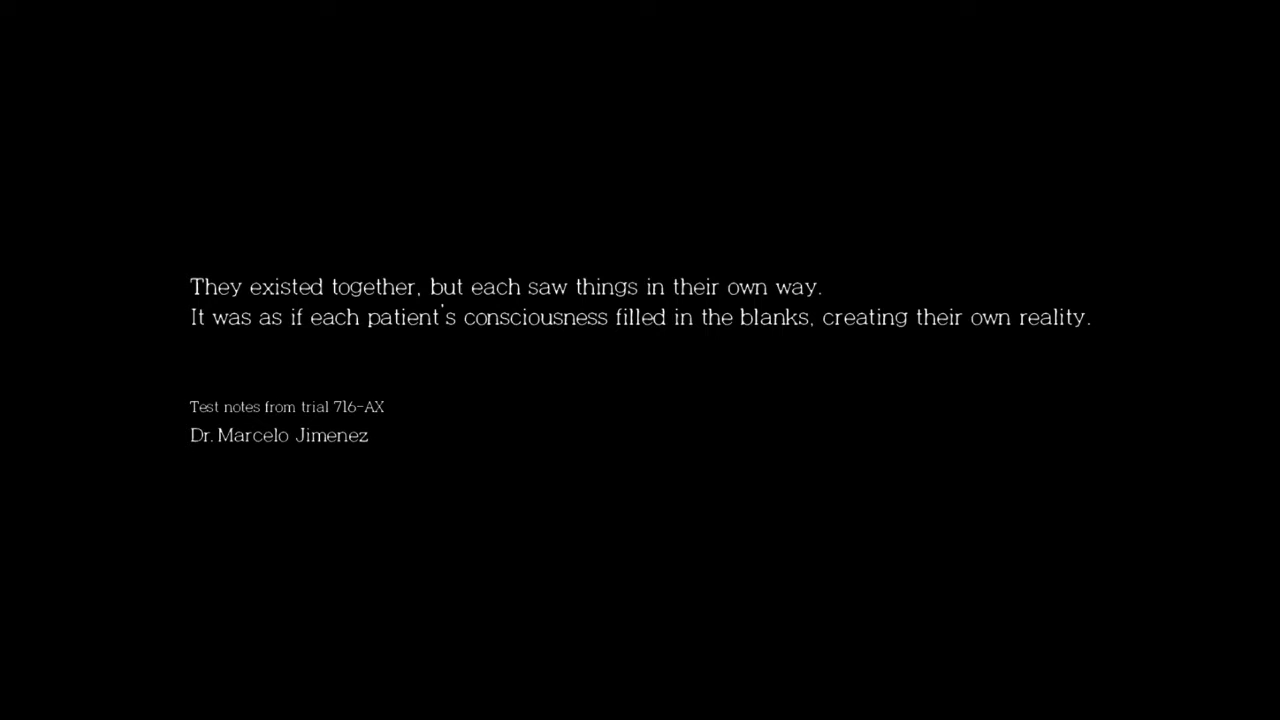 They existed together, but each saw things in their own way.
It was as if each patient's consciousness filled in the blanks, creating their own reality.
Test notes from trial 716-AX
Dr. Marcelo Jimenez